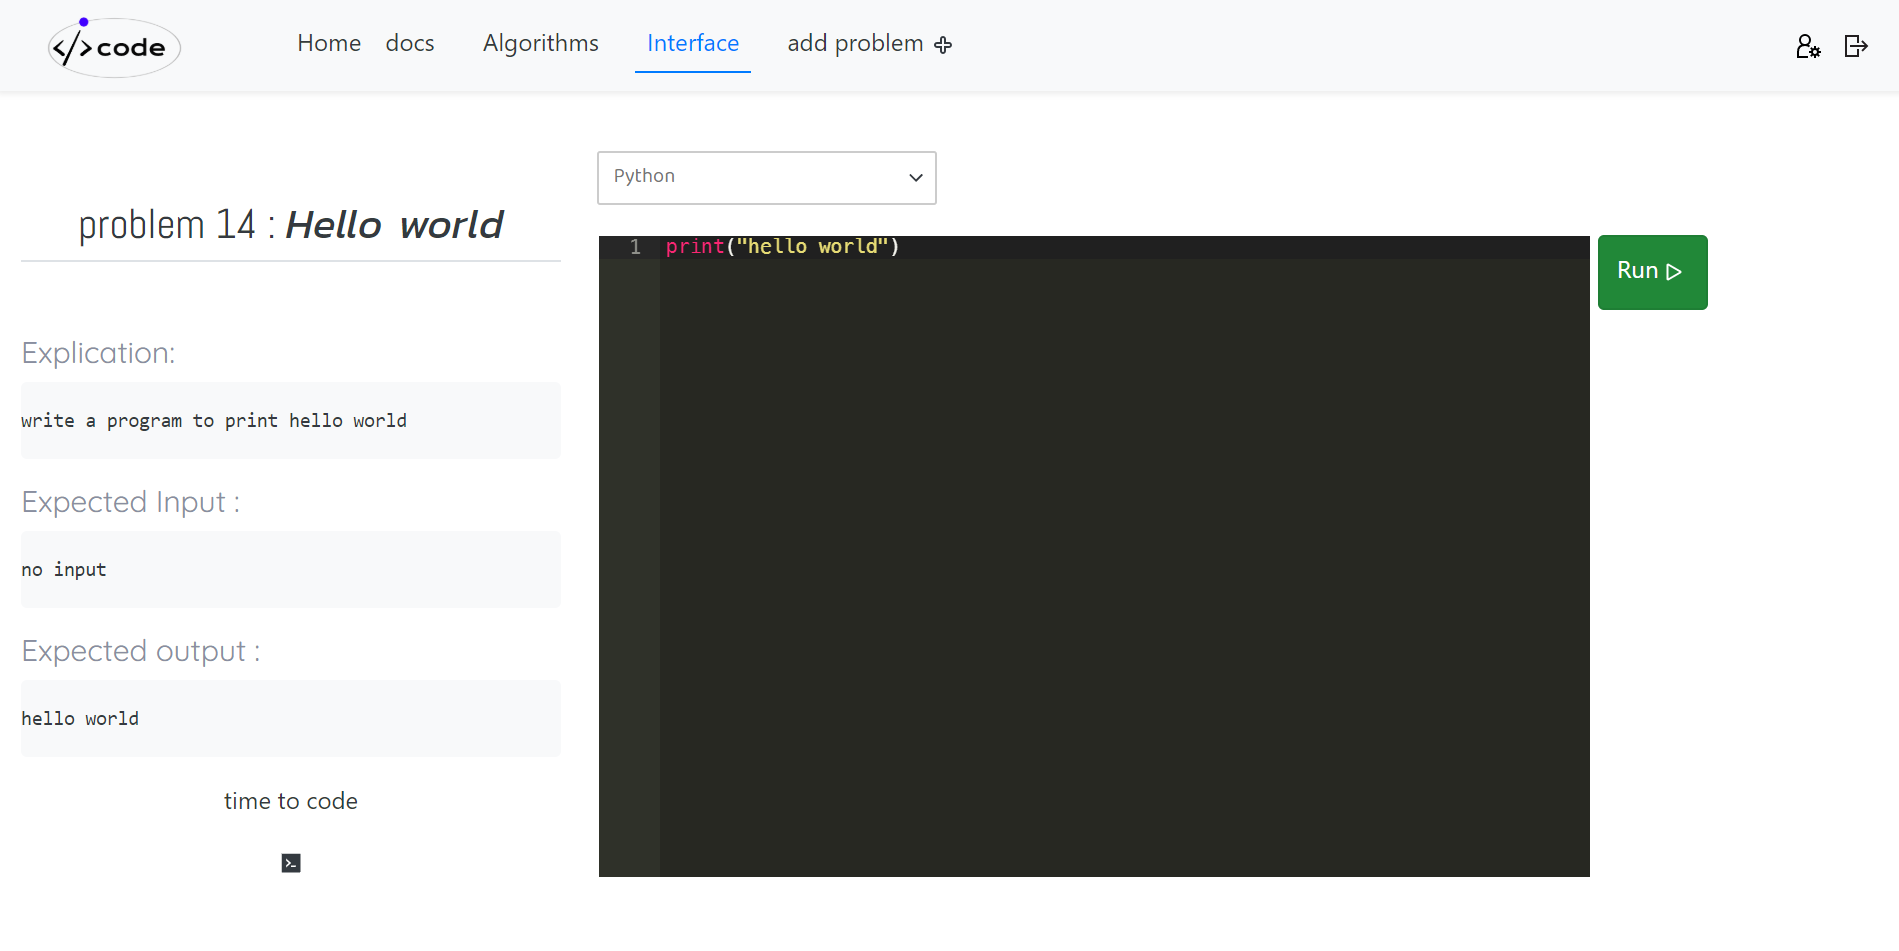 </>code
Home docs Algorithms Interface add problem
Python
problem 14 : Hello world
1 print("hello world")
Run
Explication:
write a program to print hello world
Expected Input :
no input
Expected output :
hello world
time to code
>_